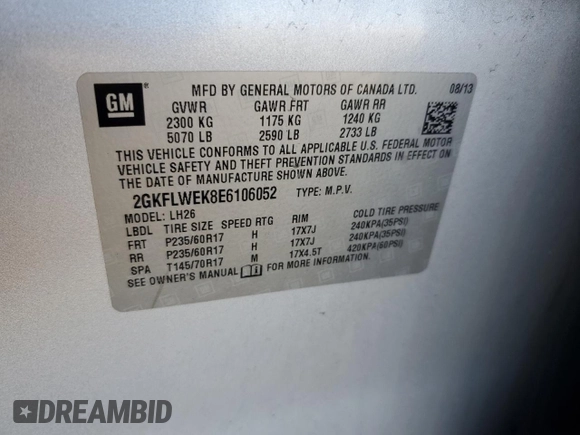 GM
®
MFD BY GENERAL MOTORS OF CANADA LTD.
08/13
GVWR GAWR FRT GAWR RR
2300 KG 1175 KG 1240 KG
5070 LB 2590 LB 2733 LB
THIS VEHICLE CONFORMS TO ALL APPLICABLE U.S. FEDERAL MOTOR
VEHICLE SAFETY AND THEFT PREVENTION STANDARDS IN EFFECT ON
THE DATE OF MANUFACTURE SHOWN ABOVE.
2GKFLWEK8E6106052 TYPE: M.P.V.
MODEL: LH26
LBDL TIRE SIZE SPEED RTG RIM COLD TIRE PRESSURE
FRT P235/60R17 H 17X7J 240KPA(35PSI)
RR P235/60R17 H 17X7J 240KPA(35PSI)
SPA T145/70R17 M 17X4.5T 420KPA(60PSI)
SEE OWNER'S MANUAL FOR MORE INFORMATION.
DREAMBID